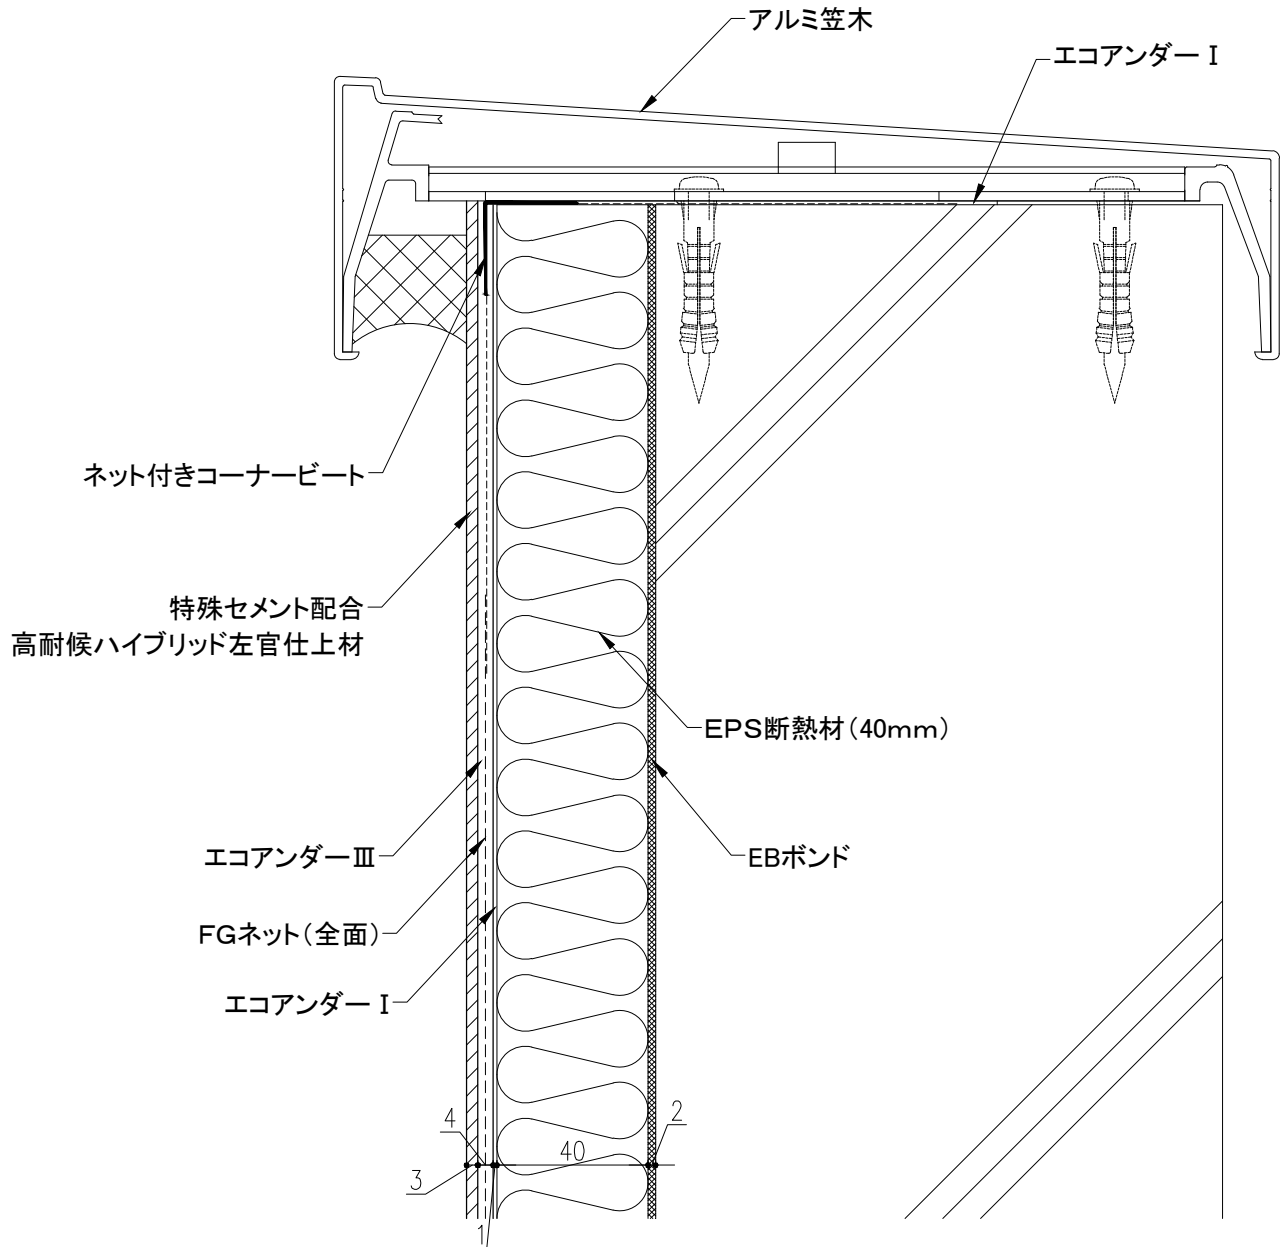 アルミ笠木
エコアンダーⅠ
ネット付きコーナービート
特殊セメント配合
高耐候ハイブリッド左官仕上材
EPS断熱材(40mm)
エコアンダーⅢ
EBボンド
FGネット(全面)
エコアンダーⅠ
4
40
2
3
1